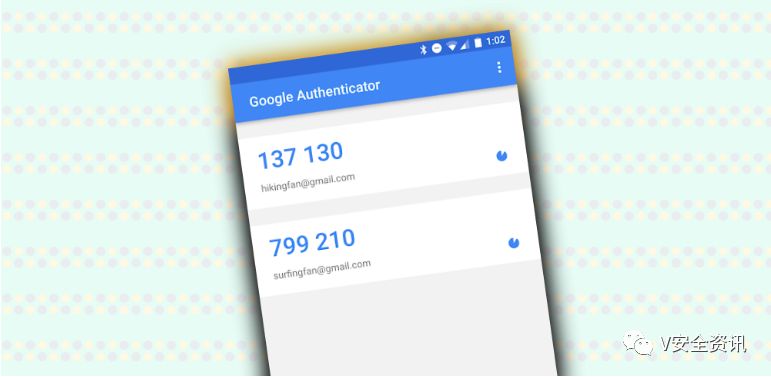 1:02
Google Authenticator
137 130
hikingfan@gmail.com
799 210
surfingfan@gmail.com
V安全资讯